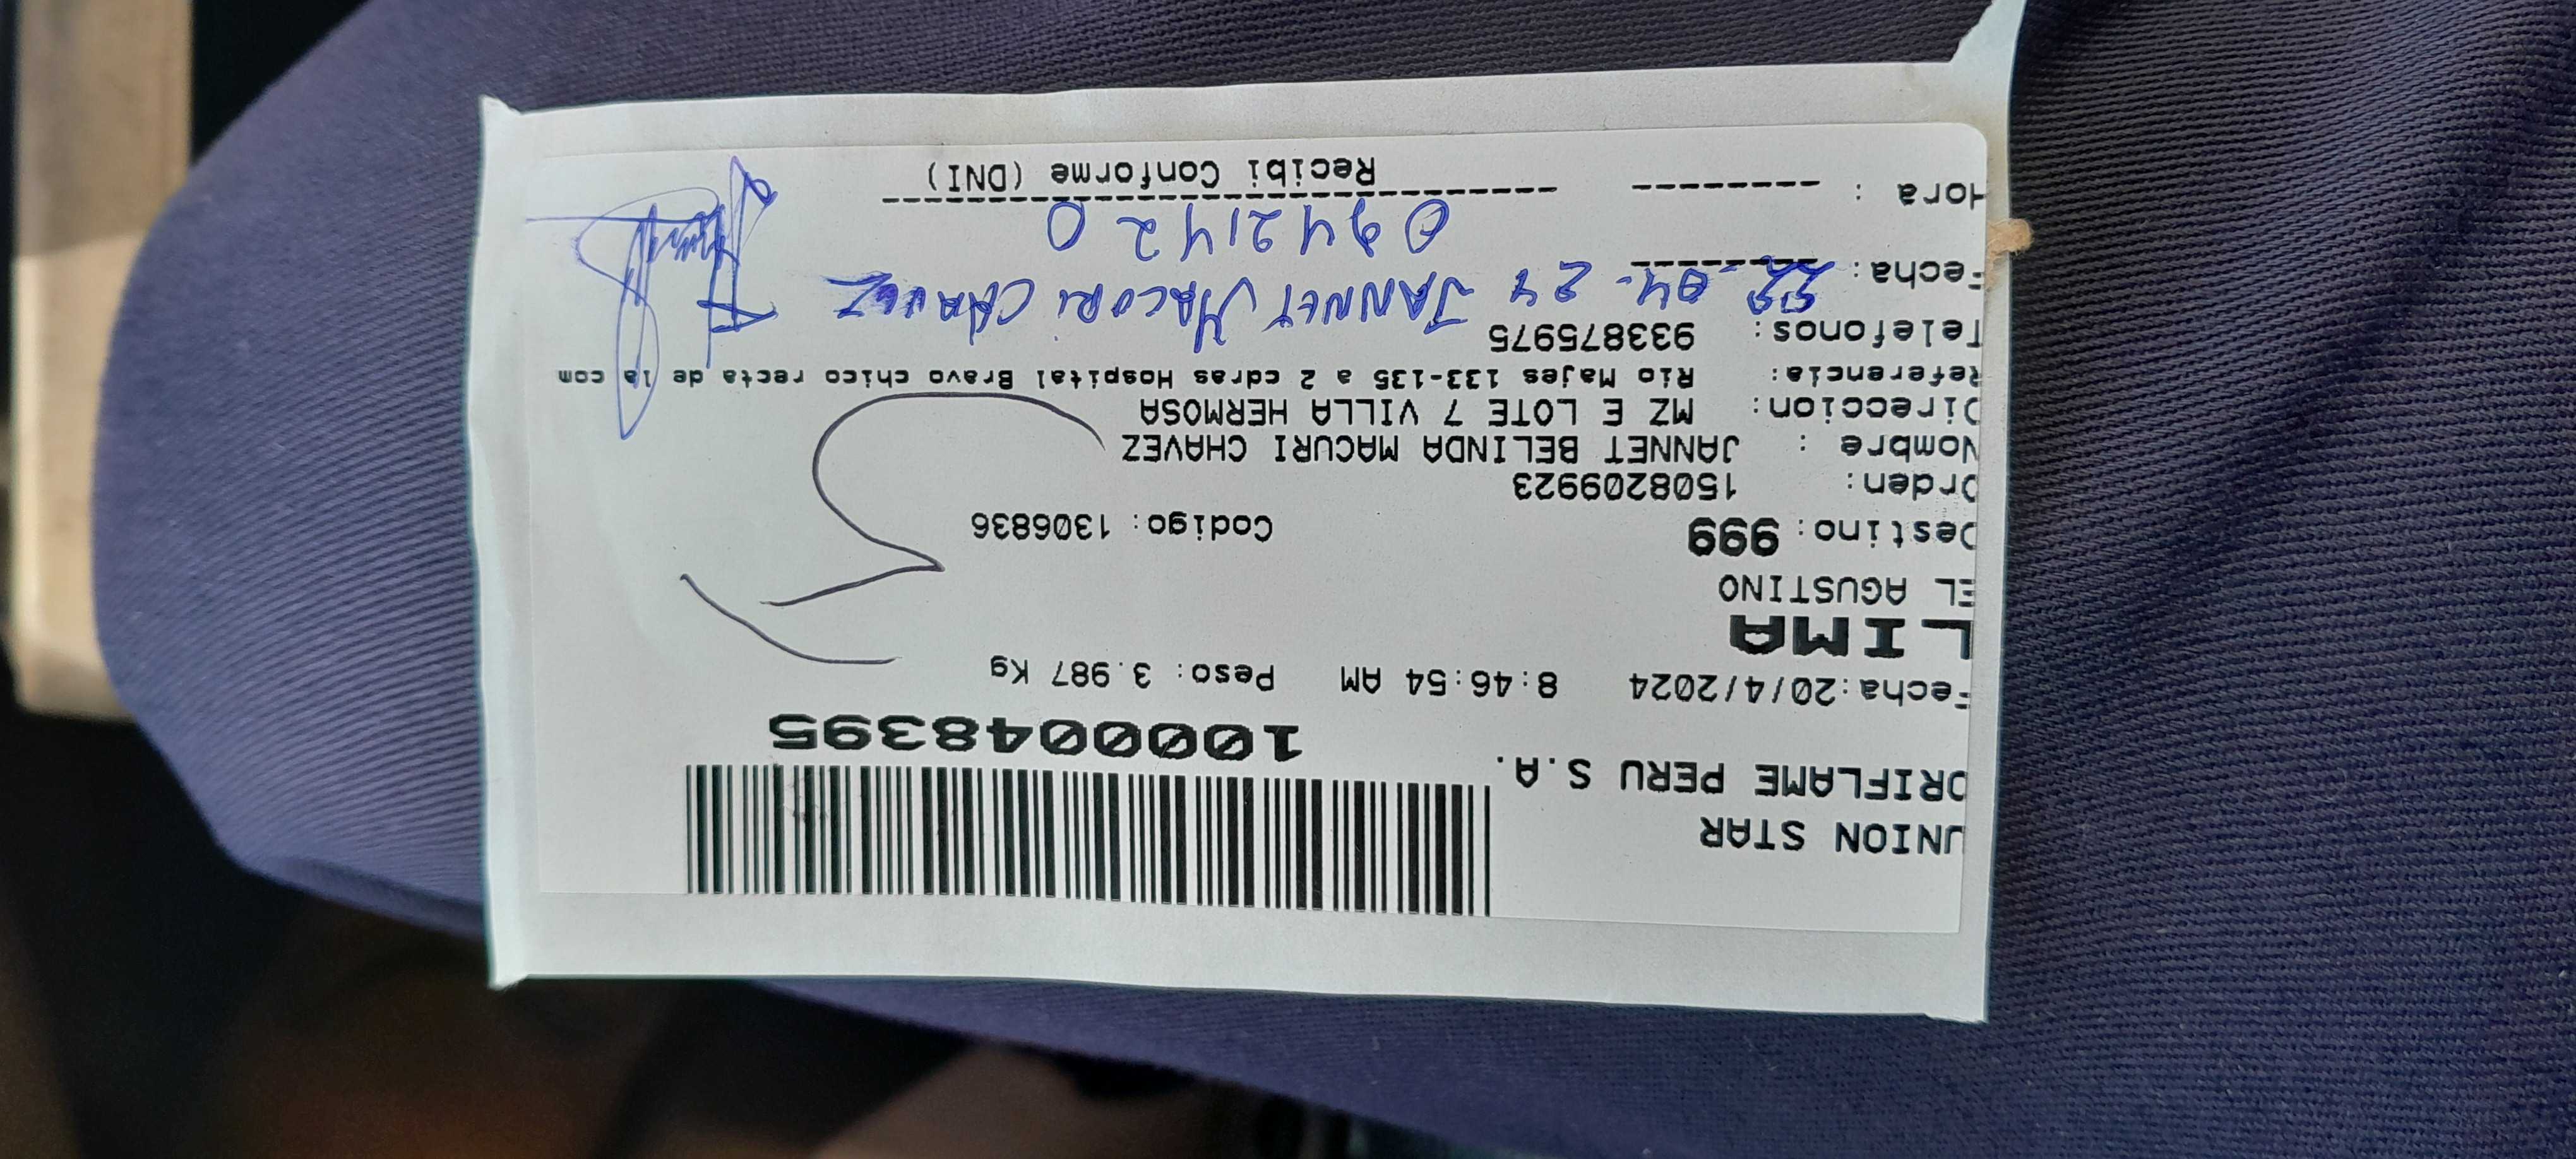 UNION STAR
ORIFLAME PERU S.A.
1000048395
Fecha:20/4/2024 8:46:54 AM Peso: 3.987 Kg
LIMA
EL AGUSTINO
Destino: 999 Codigo: 1306836
Orden: 1508209923
Nombre : JANNET BELINDA MACURI CHAVEZ
Direccion: MZ E LOTE 7 VILLA HERMOSA
Referencia: Rio Majes 133-135 a 2 cdras Hospital Bravo chico recta de la com
Telefonos: 933875975
Fecha: 22-04-24 JANNET MACORI CHAVEZ
09421420
Hora :
Recibi Conforme (DNI)